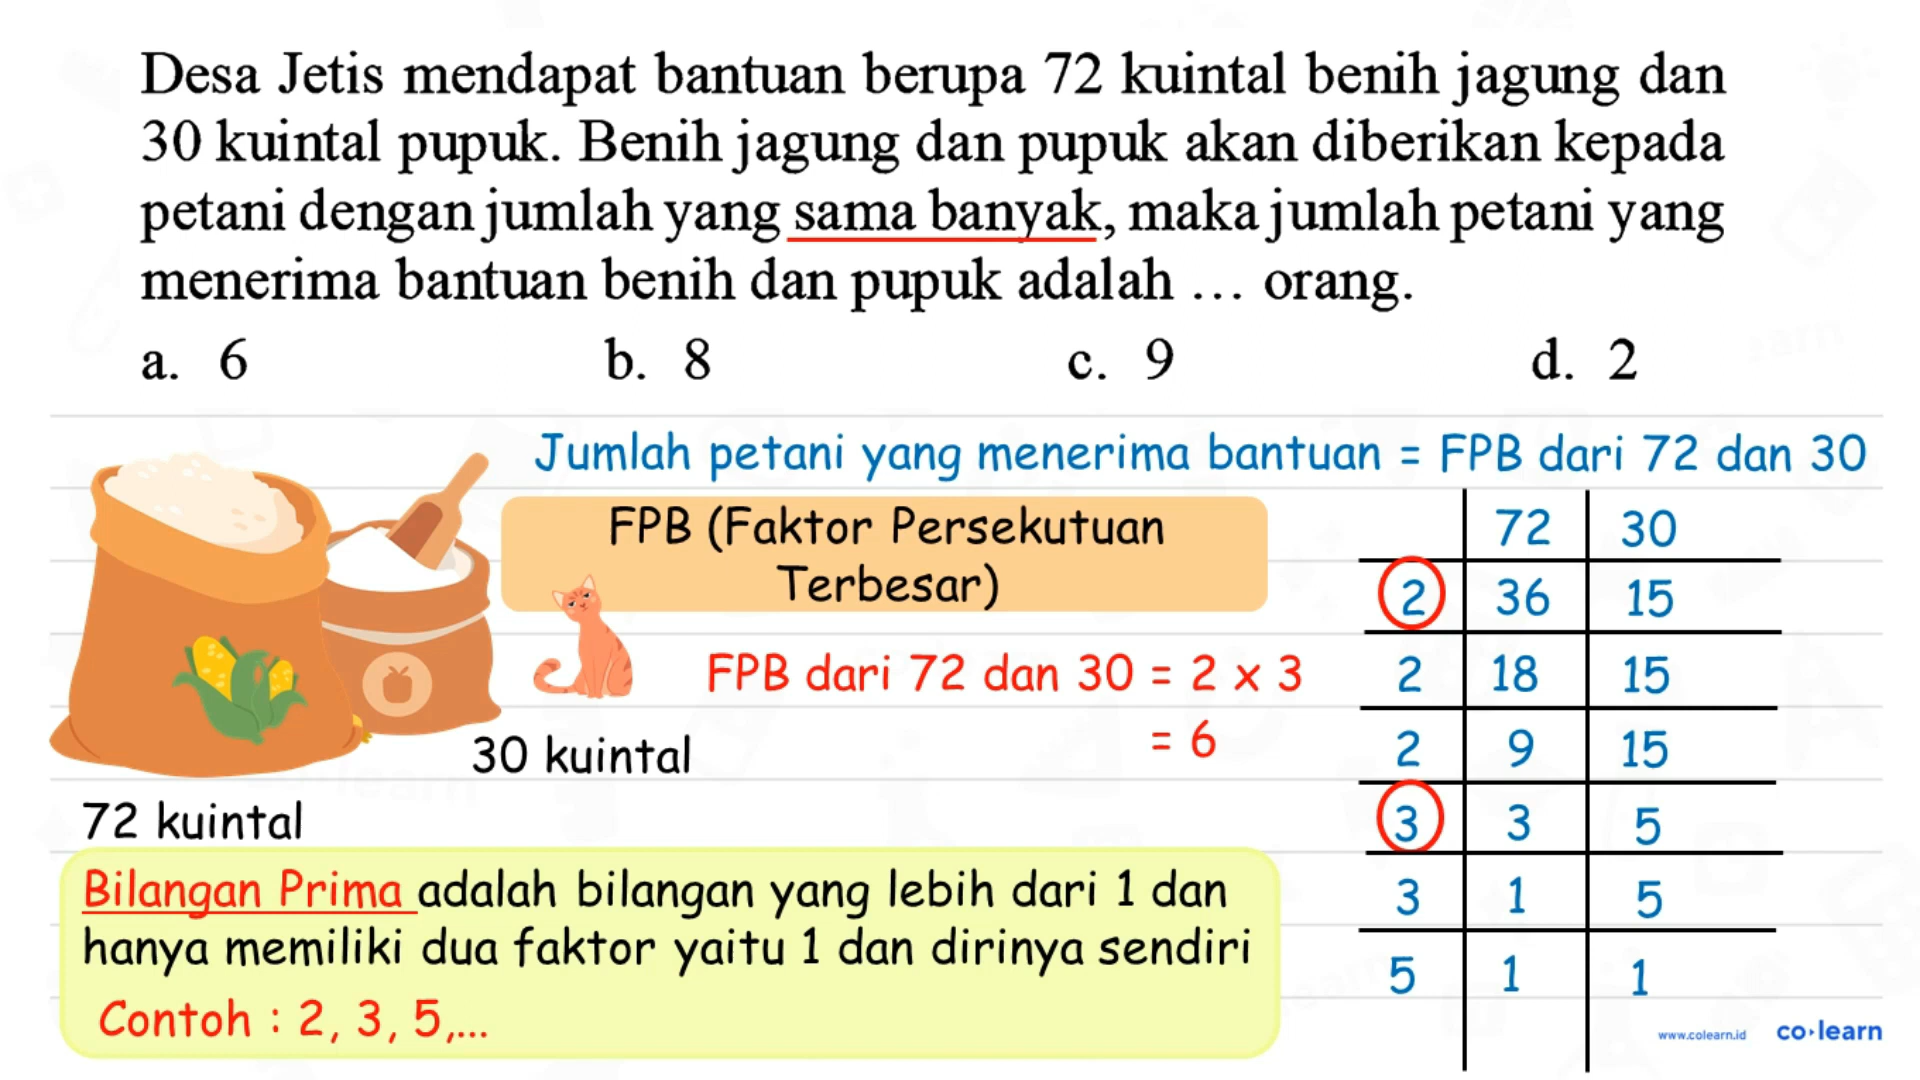 Desa Jetis mendapat bantuan berupa 72 kuintal benih jagung dan
30 kuintal pupuk. Benih jagung dan pupuk akan diberikan kepada
petani dengan jumlah yang sama banyak, maka jumlah petani yang
menerima bantuan benih dan pupuk adalah ... orang.
a. 6 b. 8 c. 9 d. 2
Jumlah petani yang menerima bantuan = FPB dari 72 dan 30
FPB (Faktor Persekutuan
Terbesar)
FPB dari 72 dan 30 = 2 x 3
= 6
30 kuintal
72 kuintal
72 30
2 36 15
2 18 15
2 9 15
3 3 5
3 1 5
5 1 1
Bilangan Prima adalah bilangan yang lebih dari 1 dan
hanya memiliki dua faktor yaitu 1 dan dirinya sendiri
Contoh : 2, 3, 5,...
www.colearn.id co·learn